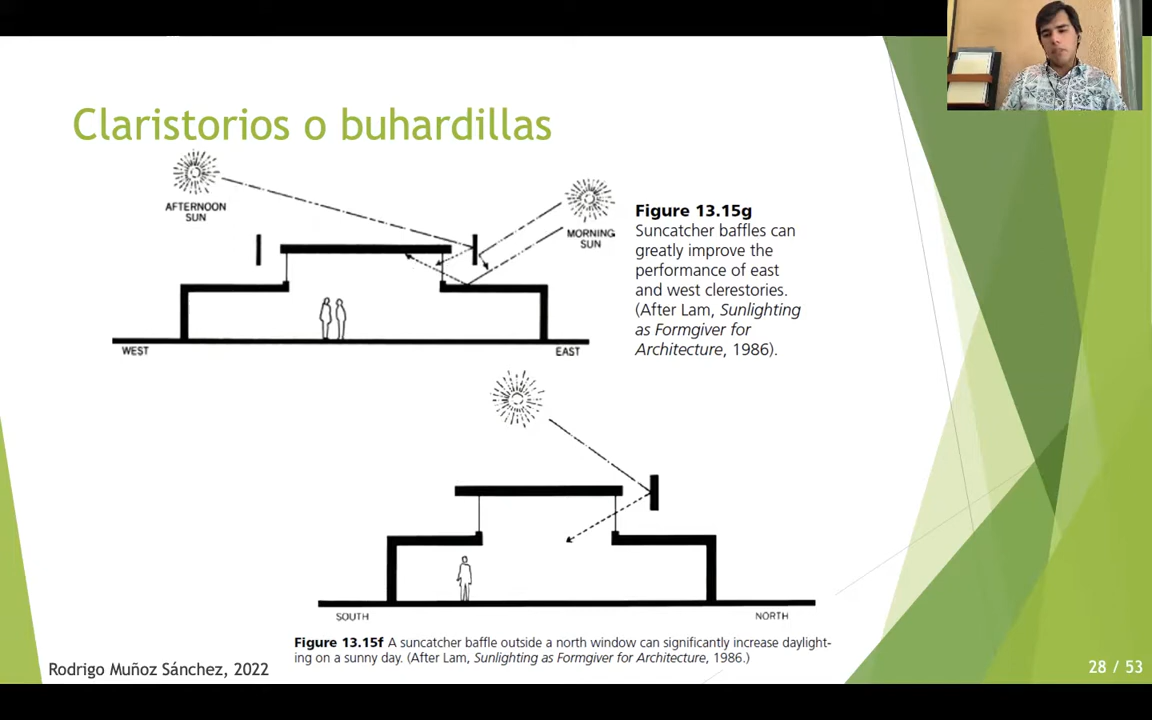 Claristorios o buhardillas
AFTERNOON
SUN
MORNING
SUN
WEST
EAST
Figure 13.15g
Suncatcher baffles can
greatly improve the
performance of east
and west clerestories.
(After Lam, Sunlighting
as Formgiver for
Architecture, 1986).
SOUTH
NORTH
Figure 13.15f A suncatcher baffle outside a north window can significantly increase daylight-
ing on a sunny day. (After Lam, Sunlighting as Formgiver for Architecture, 1986.)
Rodrigo Muñoz Sánchez, 2022
28 / 53